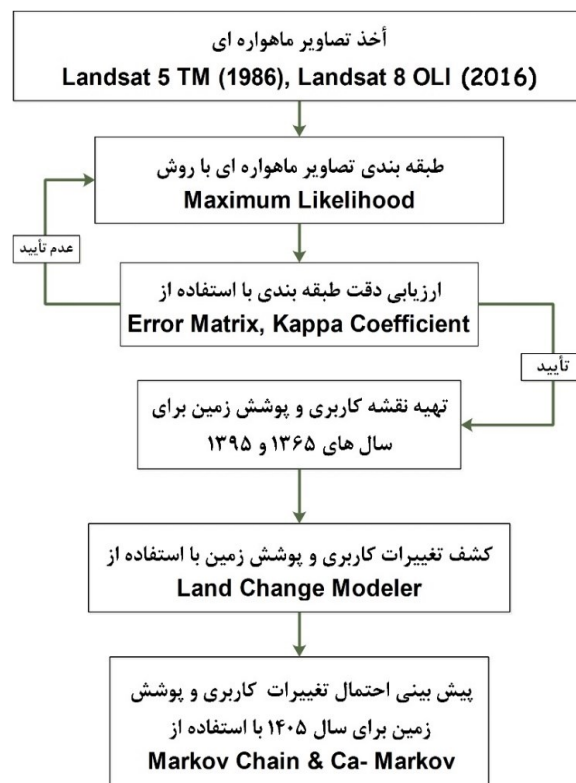 أخذ تصاویر ماهواره ای
Landsat 5 TM (1986), Landsat 8 OLI (2016)
طبقه بندی تصاویر ماهواره ای با روش
Maximum Likelihood
عدم تأیید
ارزیابی دقت طبقه بندی با استفاده از
Error Matrix, Kappa Coefficient
تأیید
تهیه نقشه کاربری و پوشش زمین برای
سال های ۱۳۶۵ و ۱۳۹۵
کشف تغییرات کاربری و پوشش زمین با استفاده از
Land Change Modeler
پیش بینی احتمال تغییرات کاربری و پوشش
زمین برای سال ۱۴۰۵ با استفاده از
Markov Chain & Ca- Markov